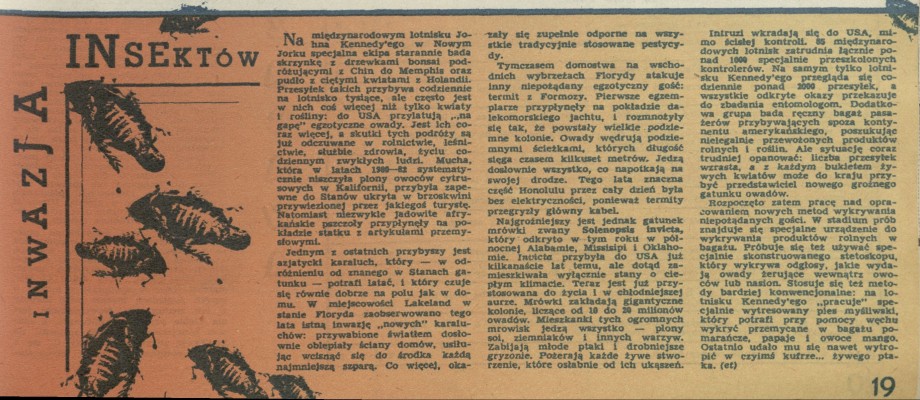 INWAZJA
INSEKTÓW
Na międzynarodowym lotnisku Jo-
hna Kennedy'ego w Nowym
Jorku specjalna ekipa starannie bada
skrzynkę z drzewkami bonsai pod-
różującymi z Chin do Memphis oraz
pudło z ciętymi kwiatami z Holandii.
Przesyłek takich przybywa codziennie
na lotnisko tysiące, ale często jest
w nich coś więcej niż tylko kwiaty
i rośliny: do USA przylatują „na
gapę" egzotyczne owady. Jest ich co-
raz więcej, a skutki tych podróży są
już odczuwane w rolnictwie, leśni-
ctwie, służbie zdrowia, życiu co-
dziennym zwykłych ludzi. Mucha,
która w latach 1980—82 systematy-
cznie niszczyła plony owoców cytru-
sowych w Kalifornii, przybyła zape-
wne do Stanów ukryta w brzoskwini
przywiezionej przez jakiegoś turystę.
Natomiast niezwykle jadowite afry-
kańskie pszczoły przypłynęły na po-
kładzie statku z artykułami przemy-
słowymi.
Jednym z ostatnich przybyszy jest
azjatycki karaluch, który — w od-
różnieniu od znanego w Stanach ga-
tunku — potrafi latać, i który czuje
się równie dobrze na polu jak w do-
mu. W miejscowości Lakeland w
stanie Floryda zaobserwowano tego
lata istną inwazję „nowych" karalu-
chów: przywabione światłem dosło-
wnie oblepiały ściany domów, usiłu-
jąc wcisnąć się do środka każdą
najmniejszą szparą. Co więcej, oka-
zały się zupełnie odporne na wszy-
stkie tradycyjnie stosowane pestycy-
dy.
Tymczasem domostwa na wscho-
dnich wybrzeżach Florydy atakuje
inny niepożądany egzotyczny gość:
termit z Formozy. Pierwsze egzem-
plarze przypłynęły na pokładzie da-
lekomorskiego jachtu, i rozmnożyły
się tak, że powstały wielkie podzie-
mne kolonie. Owady wędrują podzie-
mnymi ścieżkami, których długość
sięga czasem kilkuset metrów. Jedzą
dosłownie wszystko, co napotkają na
swojej drodze. Tego lata znaczna
część Honolulu przez cały dzień była
bez elektryczności, ponieważ termity
przegryzły główny kabel.
Najgroźniejszy jest jednak gatunek
mrówki zwany Solenopsis invicta,
który odkryto w tym roku w pół-
nocnej Alabamie, Missisipi i Oklaho-
mie. Invicta przybyła do USA już
kilkanaście lat temu, ale dotąd za-
mieszkiwała wyłącznie stany o cie-
płym klimacie. Teraz jest już przy-
stosowana do życia i w chłodniejszej
aurze. Mrówki zakładają gigantyczne
kolonie, liczące od 18 do 20 milionów
owadów. Mieszkanki tych ogromnych
mrowisk jedzą wszystko — plony
soi, ziemniaków i innych warzyw.
Zabijają młode ptaki i drobniejsze
gryzonie. Pożerają każde żywe stwo-
rzenie, które osłabnie od ich ukąszeń.
Intruzi wkradają się do USA, mi-
mo ścisłej kontroli. 85 międzynaro-
dowych lotnisk zatrudnia łącznie po-
nad 1000 specjalnie przeszkolonych
kontrolerów. Na samym tylko lotni-
sku Kennedy'ego przegląda się co-
dziennie ponad 2000 przesyłek, a
wszystkie odkryte okazy przekazuje
do zbadania entomologom. Dodatko-
wa grupa bada ręczny bagaż pasa-
żerów przybywających spoza konty-
nentu amerykańskiego, poszukując
nielegalnie przewożonych produktów
rolnych i roślin. Ale sytuację coraz
trudniej opanować: liczba przesyłek
wzrasta, a z każdym bukietem ży-
wych kwiatów może do kraju przy-
być przedstawiciel nowego groźnego
gatunku owadów.
Rozpoczęto zatem pracę nad opra-
cowaniem nowych metod wykrywania
niepożądanych gości. W stadium prób
znajduje się specjalne urządzenie do
wykrywania produktów rolnych w
bagażu. Próbuje się też używać spe-
cjalnie skonstruowanego stetoskopu,
który wykrywa odgłosy, jakie wyda-
ją owady żerujące wewnątrz owo-
ców lub nasion. Stosuje się też meto-
dy bardziej konwencjonalne: na lo-
tnisku Kennedy'ego „pracuje" spe-
cjalnie wytresowany pies myśliwski,
który potrafi przy pomocy węchu
wykryć przemycane w bagażu po-
marańcze, papaje i owoce mango.
Ostatnio udało mu się nawet wytro-
pić w czyimś kufrze... żywego pta-
ka. (et)
19